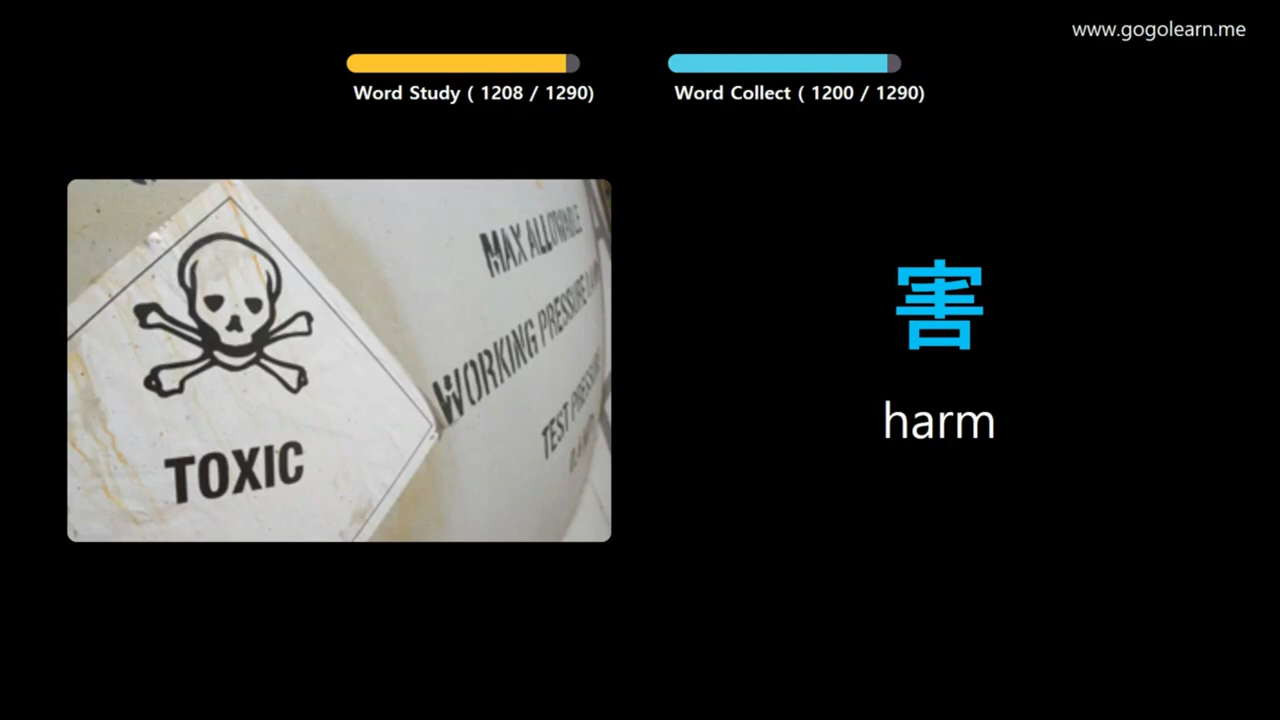 www.gogolearn.me
Word Study ( 1208 / 1290)
Word Collect ( 1200 / 1290)
MAX ALLOWABLE
WORKING PRESSURE
TEST PRESSURE
TOXIC
害
harm